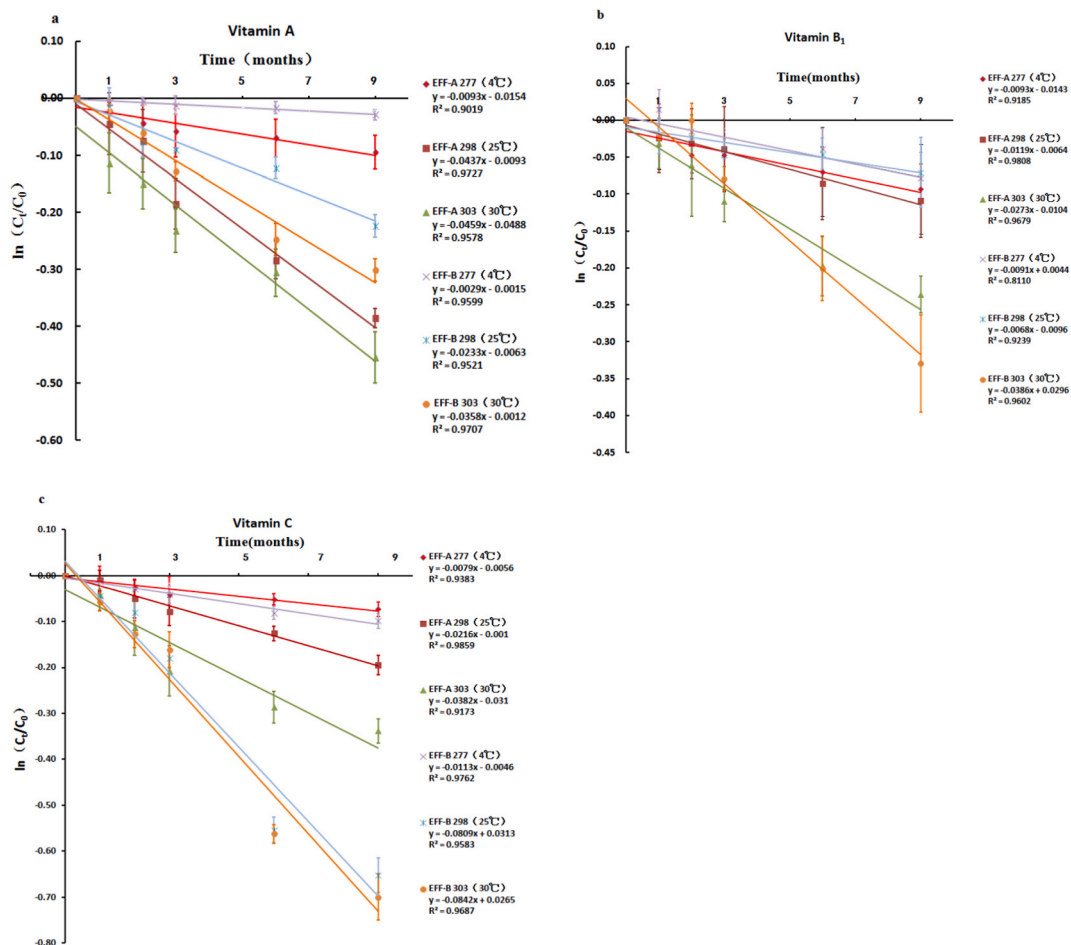 a
Vitamin A
Time（months）
1 3 5 7 9
0.10
0.00
-0.10
-0.20
-0.30
-0.40
-0.50
-0.60
ln（Ct/C0）
EFF-A 277（4℃）
y = -0.0093x - 0.0154
R² = 0.9019
EFF-A 298（25℃）
y = -0.0437x - 0.0093
R² = 0.9727
EFF-A 303（30℃）
y = -0.0459x - 0.0488
R² = 0.9578
EFF-B 277（4℃）
y = -0.0029x - 0.0015
R² = 0.9599
EFF-B 298（25℃）
y = -0.0233x - 0.0063
R² = 0.9521
EFF-B 303（30℃）
y = -0.0358x - 0.0012
R² = 0.9707
b
Vitamin B1
Time(months)
1 3 5 7 9
0.10
0.05
0.00
-0.05
-0.10
-0.15
-0.20
-0.25
-0.30
-0.35
-0.40
-0.45
ln（Ct/C0）
EFF-A 277（4℃）
y = -0.0093x - 0.0143
R² = 0.9185
EFF-A 298（25℃）
y = -0.0119x - 0.0064
R² = 0.9808
EFF-A 303（30℃）
y = -0.0273x - 0.0104
R² = 0.9679
EFF-B 277（4℃）
y = -0.0091x + 0.0044
R² = 0.8110
EFF-B 298（25℃）
y = -0.0068x - 0.0096
R² = 0.9239
EFF-B 303（30℃）
y = -0.0386x + 0.0296
R² = 0.9602
c
Vitamin C
Time(months)
1 3 5 7 9
0.10
0.00
-0.10
-0.20
-0.30
-0.40
-0.50
-0.60
-0.70
-0.80
ln（Ct/C0）
EFF-A 277（4℃）
y = -0.0079x - 0.0056
R² = 0.9383
EFF-A 298（25℃）
y = -0.0216x - 0.001
R² = 0.9859
EFF-A 303（30℃）
y = -0.0382x - 0.031
R² = 0.9173
EFF-B 277（4℃）
y = -0.0113x - 0.0046
R² = 0.9762
EFF-B 298（25℃）
y = -0.0809x + 0.0313
R² = 0.9583
EFF-B 303（30℃）
y = -0.0842x + 0.0265
R² = 0.9687